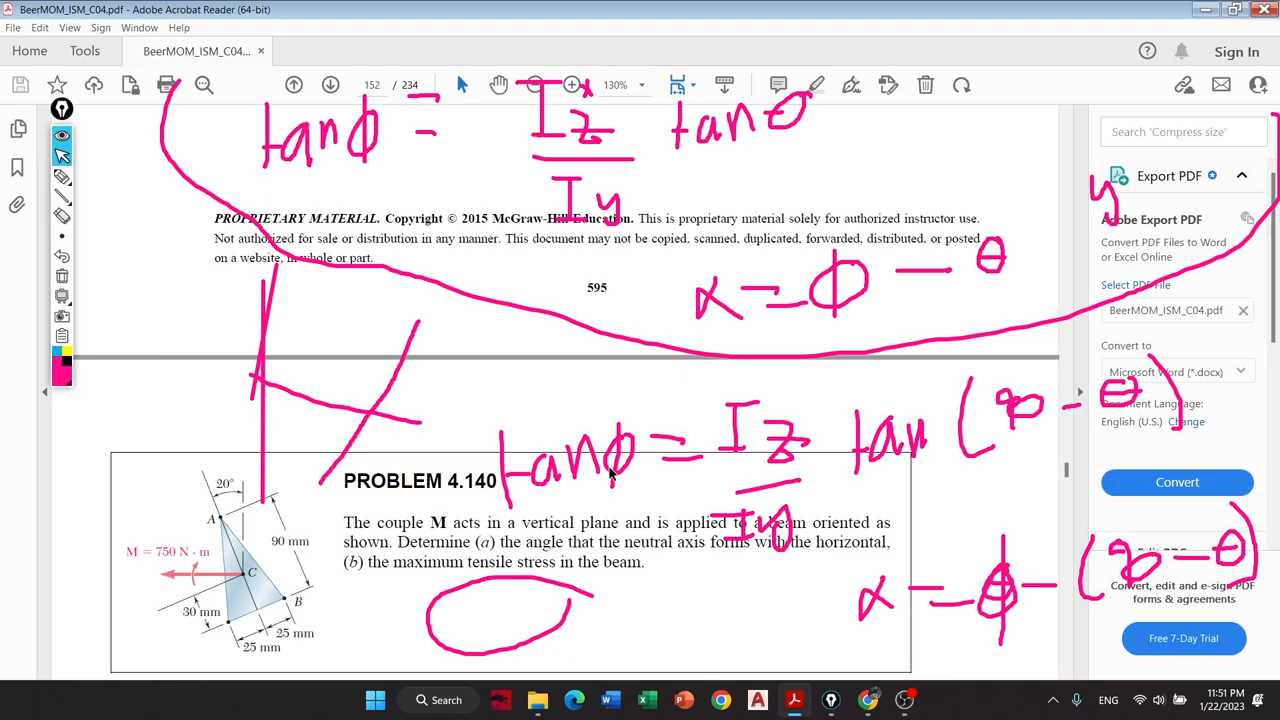 BeerMOM_ISM_C04.pdf - Adobe Acrobat Reader (64-bit)
File Edit View Sign Window Help
Home Tools BeerMOM_ISM_C04... × Sign In
152 / 234 130%
tanφ = Iz/Iy tanθ
y
PROPRIETARY MATERIAL. Copyright © 2015 McGraw-Hill Education. This is proprietary material solely for authorized instructor use.
Not authorized for sale or distribution in any manner. This document may not be copied, scanned, duplicated, forwarded, distributed, or posted
on a website, in whole or part.
595
α = φ - θ
tanφ = Iz/Iy tan(90 - θ)
α = φ - (90 - θ)
PROBLEM 4.140
The couple M acts in a vertical plane and is applied to a beam oriented as
shown. Determine (a) the angle that the neutral axis forms with the horizontal,
(b) the maximum tensile stress in the beam.
20°
A
90 mm
M = 750 N · m
C
B
30 mm
25 mm
25 mm
Search 'Compress size'
Export PDF
Adobe Export PDF
Convert PDF Files to Word
or Excel Online
Select PDF File
BeerMOM_ISM_C04.pdf
Convert to
Microsoft Word (*.docx)
Document Language:
English (U.S.) Change
Convert
Edit PDF
Convert, edit and e-sign PDF
forms & agreements
Free 7-Day Trial
Search
ENG
11:51 PM
1/22/2023